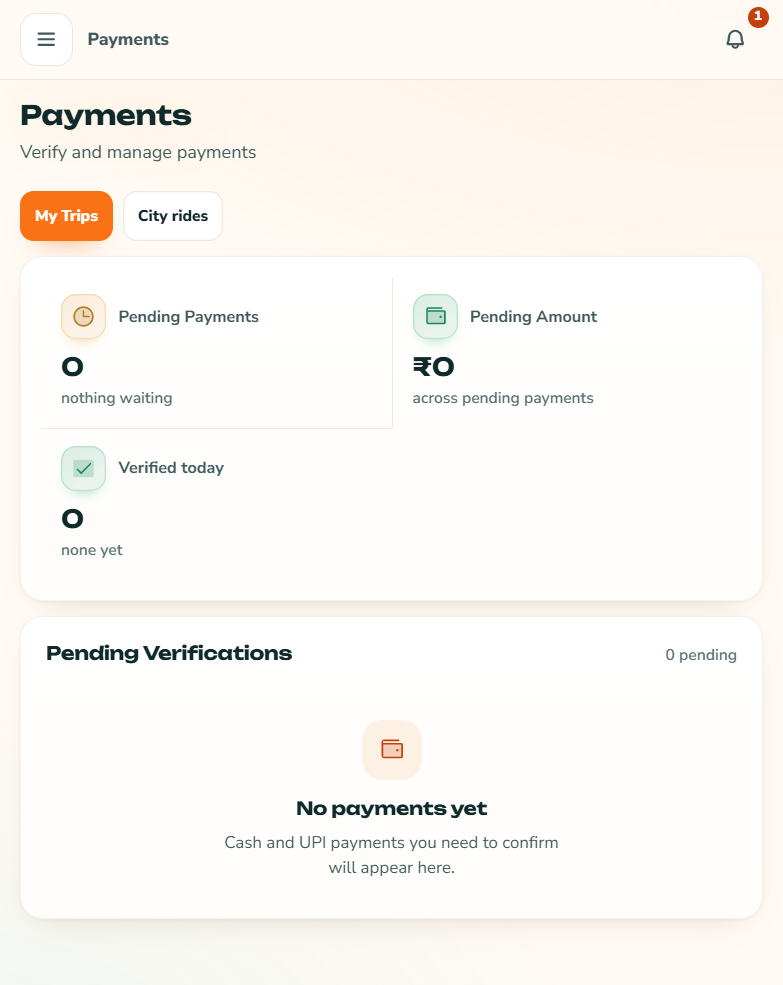 Payments
1
Payments
Verify and manage payments
My Trips
City rides
Pending Payments
0
nothing waiting
Pending Amount
₹0
across pending payments
Verified today
0
none yet
Pending Verifications
0 pending
No payments yet
Cash and UPI payments you need to confirm
will appear here.